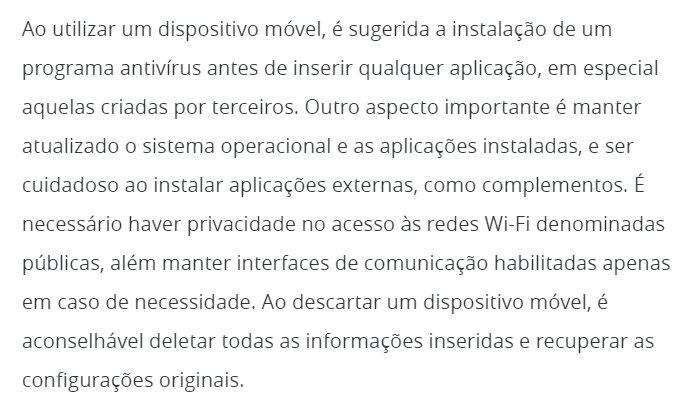 Ao utilizar um dispositivo móvel, é sugerida a instalação de um
programa antivírus antes de inserir qualquer aplicação, em especial
aquelas criadas por terceiros. Outro aspecto importante é manter
atualizado o sistema operacional e as aplicações instaladas, e ser
cuidadoso ao instalar aplicações externas, como complementos. É
necessário haver privacidade no acesso às redes Wi-Fi denominadas
públicas, além manter interfaces de comunicação habilitadas apenas
em caso de necessidade. Ao descartar um dispositivo móvel, é
aconselhável deletar todas as informações inseridas e recuperar as
configurações originais.